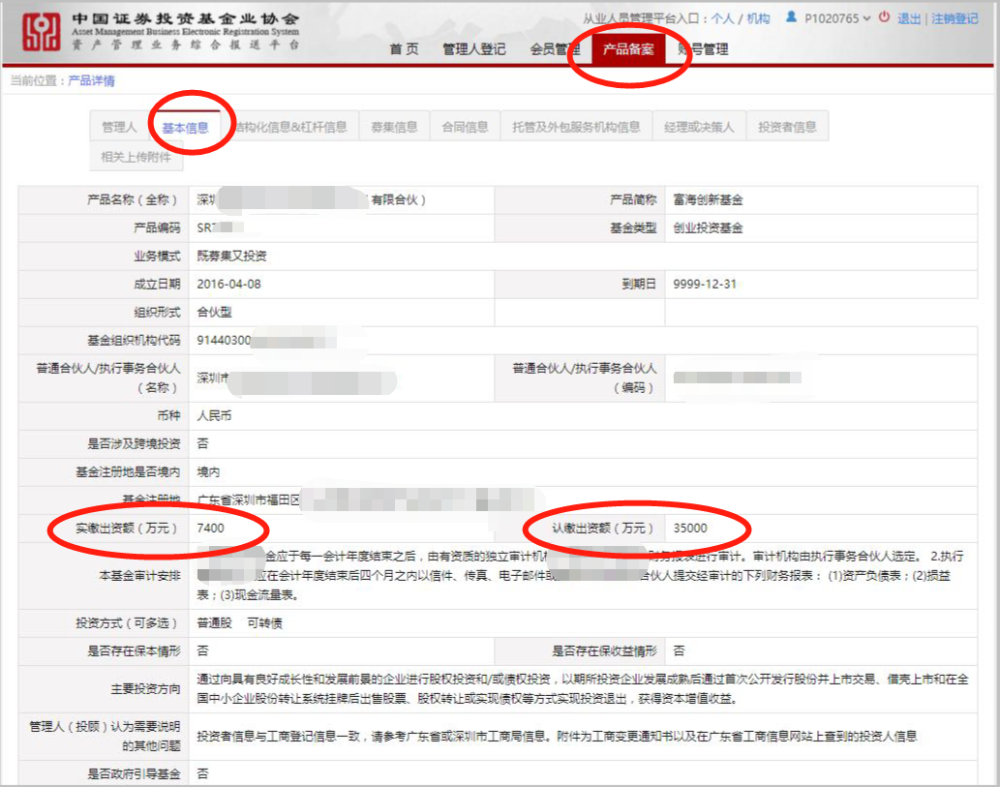 中国证券投资基金业协会
Asset Management Business Electronic Registration System
资产管理业务综合报送平台
从业人员管理平台入口：个人 / 机构 P1020765 退出 | 注销登记
首页 管理人登记 会员管理 产品备案 账号管理
当前位置：产品详情
管理人 基本信息 结构化信息&杠杆信息 募集信息 合同信息 托管及外包服务机构信息 经理或决策人 投资者信息
相关上传附件
产品名称（全称） 深圳 有限合伙） 产品简称 富海创新基金
产品编码 SR 基金类型 创业投资基金
业务模式 既募集又投资
成立日期 2016-04-08 到期日 9999-12-31
组织形式 合伙型
基金组织机构代码 91440300
普通合伙人/执行事务合伙人（名称） 深圳市 普通合伙人/执行事务合伙人（编码）
币种 人民币
是否涉及跨境投资 否
基金注册地是否境内 境内
基金注册地 广东省深圳市福田区
实缴出资额（万元） 7400 认缴出资额（万元） 35000
金应于每一会计年度结束之后，由有资质的独立审计机 财务报表进行审计。审计机构由执行事务合伙人选定。 2.执行
本基金审计安排 应在会计年度结束后四个月之内以信件、传真、电子邮件或 合伙人提交经审计的下列财务报表： (1)资产负债表；(2)损益
表；(3)现金流量表。
投资方式（可多选） 普通股 可转债
是否存在保本情形 否 是否存在保收益情形 否
主要投资方向 通过向具有良好成长性和发展前景的企业进行股权投资和/或债权投资，以期所投资企业发展成熟后通过首次公开发行股份并上市交易、借壳上市和在全
国中小企业股份转让系统挂牌后出售股票、股权转让或实现债权等方式实现投资退出，获得资本增值收益。
管理人（投顾）认为需要说明的其他问题 投资者信息与工商登记信息一致，请参考广东省或深圳市工商局信息。附件为工商变更通知书以及在广东省工商信息网站上查到的投资人信息
是否政府引导基金 否